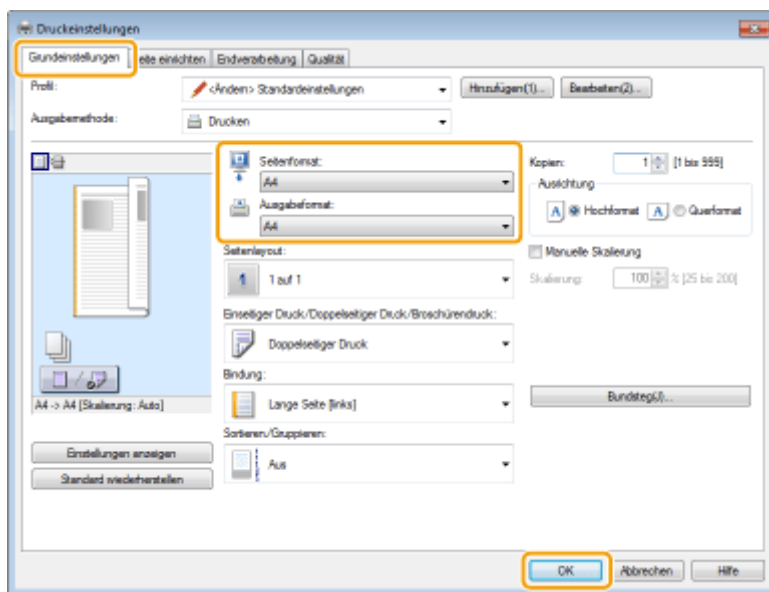 Druckeinstellungen
Grundeinstellungen eite einrichten Endverarbeitung Qualität
Profil: <Ändern> Standardeinstellungen Hinzufügen(1)... Bearbeiten(2)...
Ausgabemethode: Drucken
Seitenformat:
A4
Ausgabeformat:
A4
Kopien: 1 [1 bis 999]
Ausrichtung
A Hochformat A Querformat
Seitenlayout:
1 1 auf 1
Manuelle Skalierung
Skalierung: 100 % [25 bis 200]
Einseitiger Druck/Doppelseitiger Druck/Broschürendruck:
Doppelseitiger Druck
Bindung:
Lange Seite [links]
Bundsteg(J)...
A4 -> A4 [Skalierung: Auto]
Sortieren/Gruppieren:
Aus
Einstellungen anzeigen
Standard wiederherstellen
OK Abbrechen Hilfe